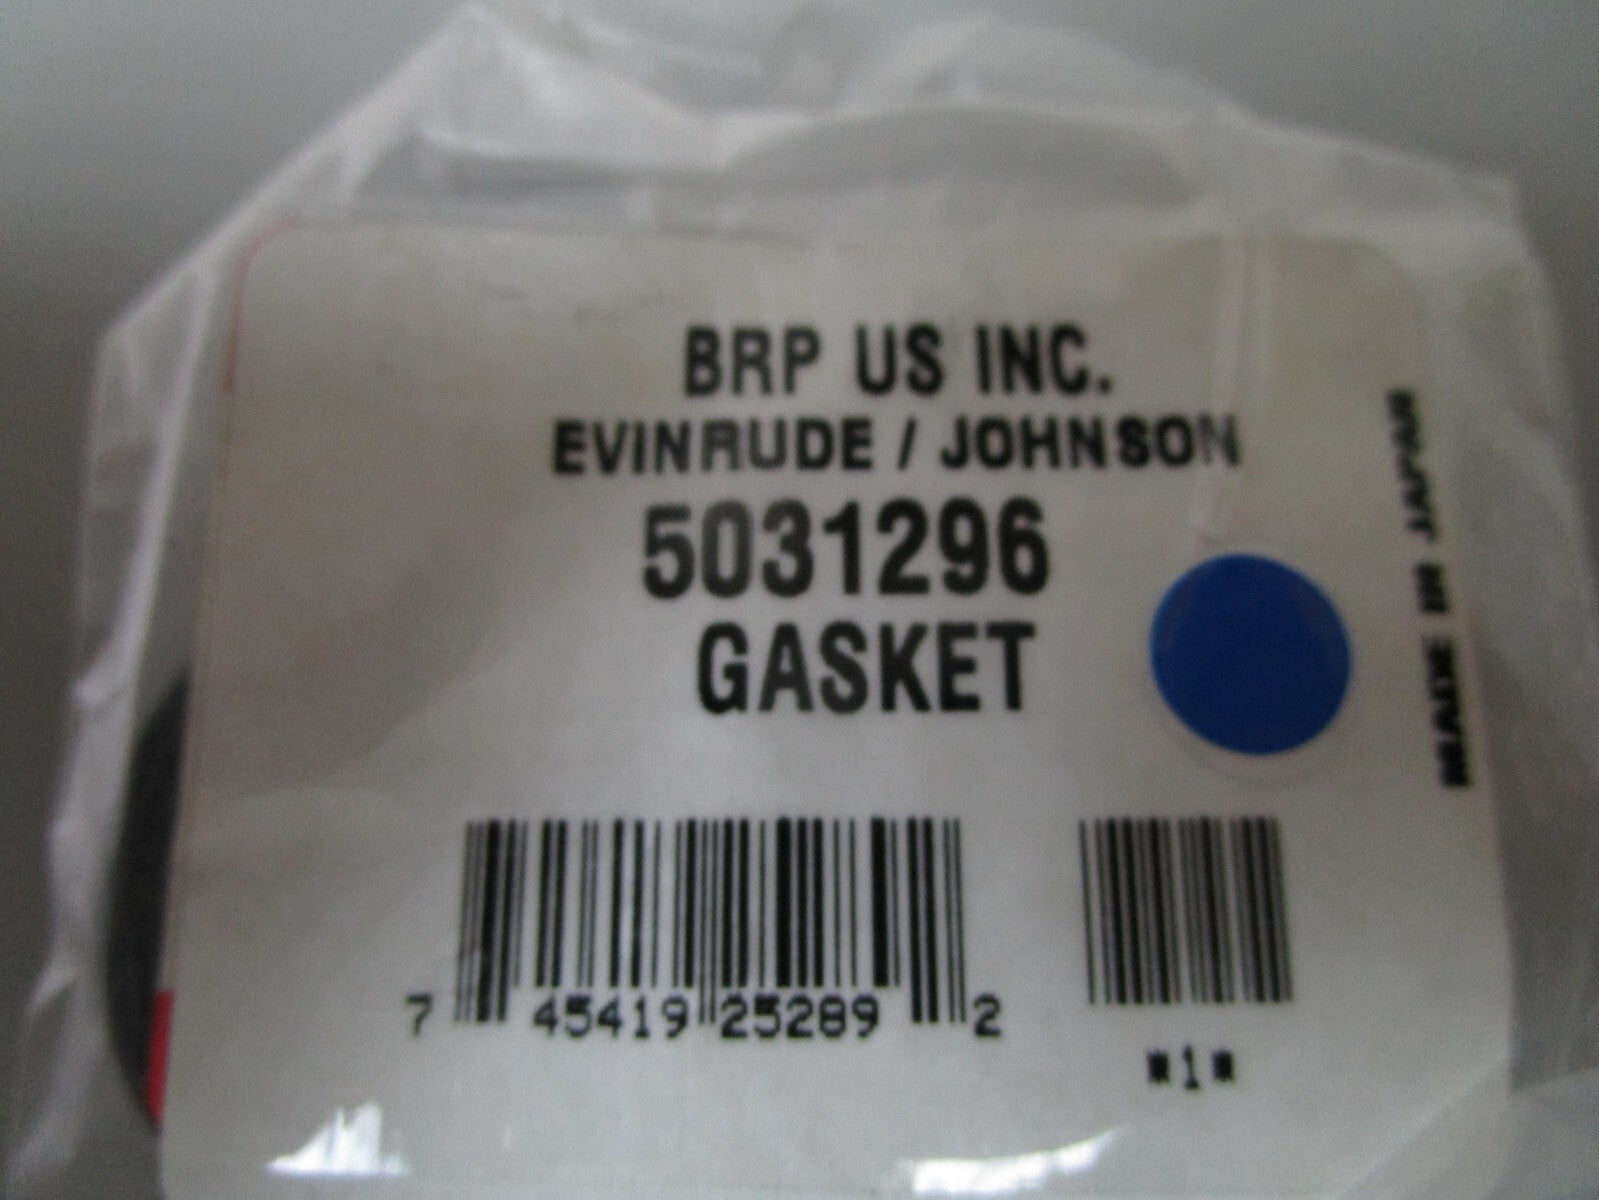 BRP US INC.
EVINRUDE / JOHNSON
5031296
GASKET
MADE IN JAPAN
7 45419 25289 2
*1*